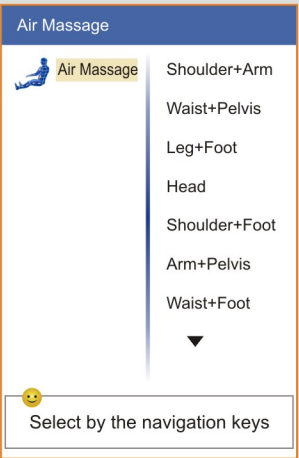 Air Massage
Air Massage
Shoulder+Arm
Waist+Pelvis
Leg+Foot
Head
Shoulder+Foot
Arm+Pelvis
Waist+Foot
Select by the navigation keys